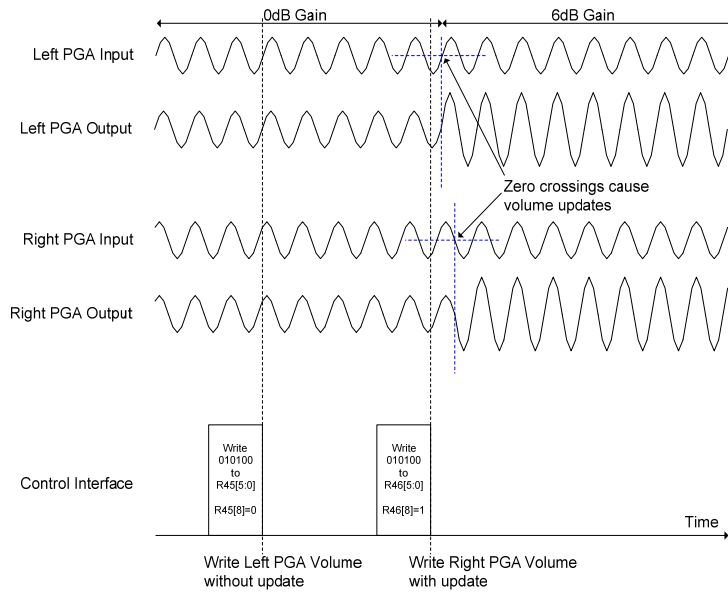 0dB Gain
6dB Gain
Left PGA Input
Left PGA Output
Zero crossings cause
volume updates
Right PGA Input
Right PGA Output
Control Interface
Write
010100
to
R45[5:0]
R45[8]=0
Write
010100
to
R46[5:0]
R46[8]=1
Time
Write Left PGA Volume
without update
Write Right PGA Volume
with update